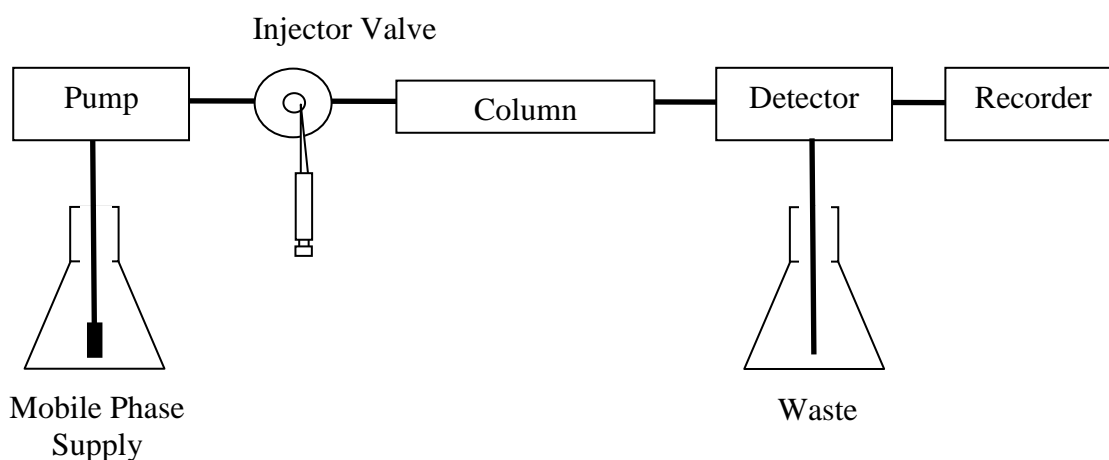 Injector Valve
Pump
Column
Detector
Recorder
Mobile Phase
Supply
Waste